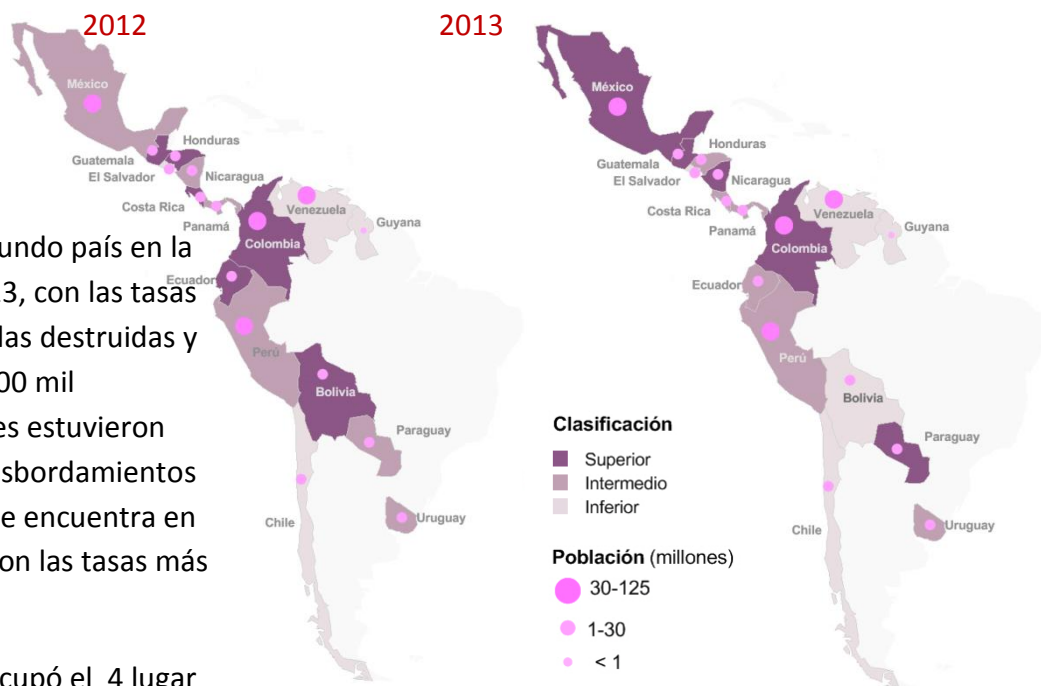 2012
2013
México
Honduras
Guatemala
El Salvador
Nicaragua
Costa Rica
Panamá
Venezuela
Guyana
Colombia
Ecuador
Perú
Bolivia
Paraguay
Chile
Uruguay
México
Honduras
Guatemala
El Salvador
Nicaragua
Costa Rica
Panamá
Venezuela
Guyana
Colombia
Ecuador
Perú
Bolivia
Paraguay
Chile
Uruguay
país en la
3, con las tasas
das destruidas y
00 mil
es estuvieron
sbordamientos
e encuentra en
on las tasas más
cupó el 4 lugar
Clasificación
Superior
Intermedio
Inferior
Población (millones)
30-125
1-30
< 1